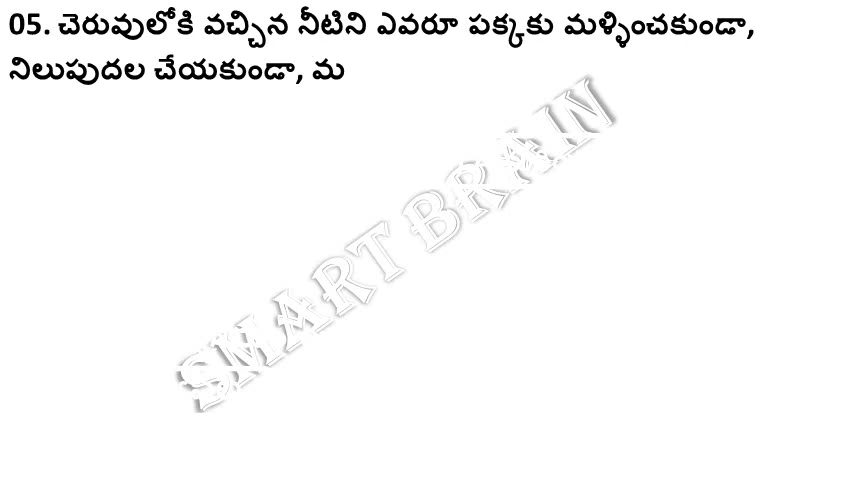 05. చెరువులోకి వచ్చిన నీటిని ఎవరూ పక్కకు మళ్ళించకుండా,
నిలుపుదల చేయకుండా, మ
SMART BRAIN